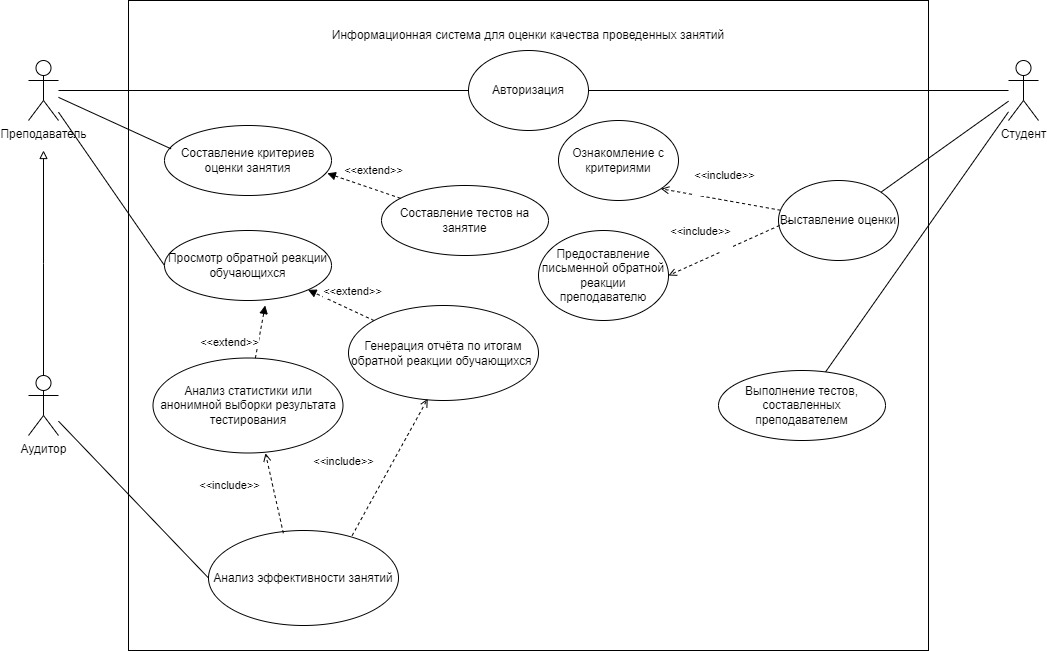 Информационная система для оценки качества проведенных занятий
Авторизация
Преподаватель
Студент
Составление критериев
оценки занятия
<<extend>>
Составление тестов на
занятие
Ознакомление с
критериями
<<include>>
Выставление оценки
<<include>>
Предоставление
письменной обратной
реакции
преподавателю
Просмотр обратной реакции
обучающихся
<<extend>>
<<extend>>
Генерация отчёта по итогам
обратной реакции обучающихся
Анализ статистики или
анонимной выборки результата
тестирования
Выполнение тестов,
составленных
преподавателем
Аудитор
<<include>>
<<include>>
Анализ эффективности занятий